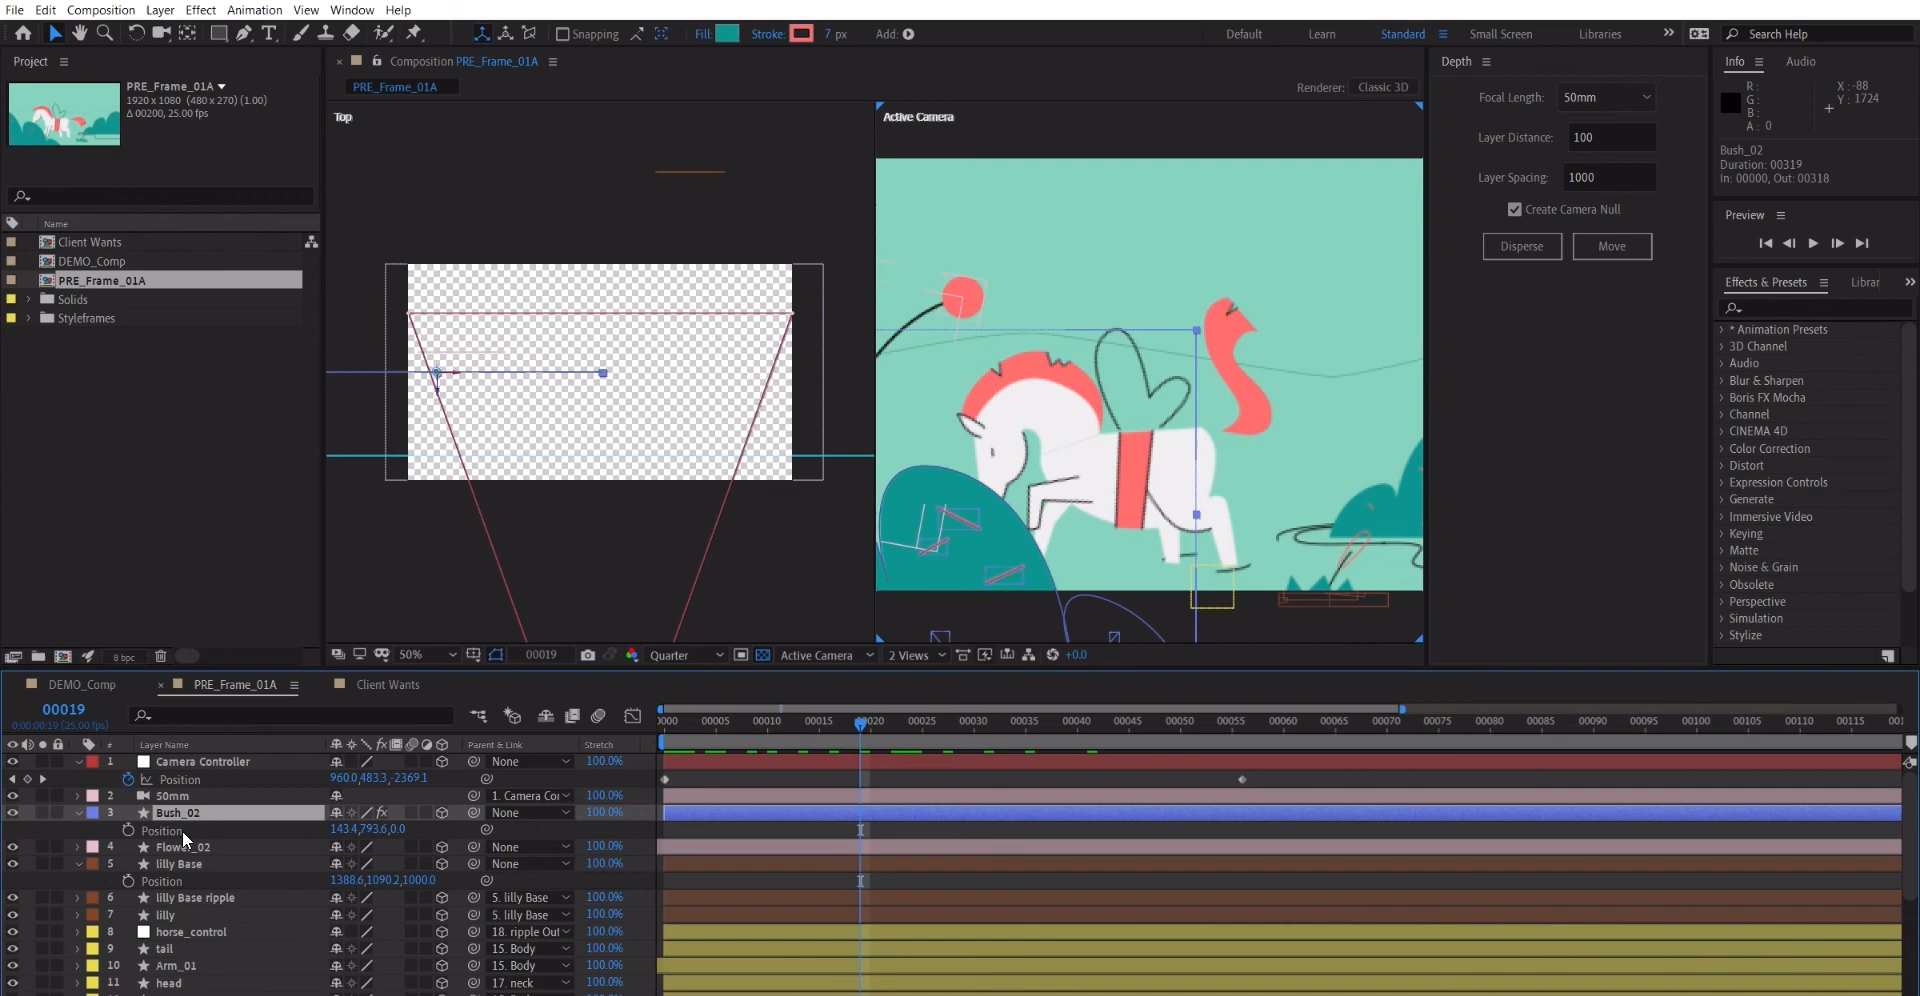 File Edit Composition Layer Effect Animation View Window Help
Snapping Fill: Stroke: 7 px Add: Default Learn Standard Small Screen Libraries Search Help
Project
PRE_Frame_01A
1920 x 1080 (480 x 270) (1.00)
Δ 00200, 25.00 fps)
Name
Client Wants
DEMO_Comp
PRE_Frame_01A
Solids
Styleframes
8 bpc
Composition PRE_Frame_01A
PRE_Frame_01A
Renderer: Classic 3D
Top
Active Camera
50% 00019 Quarter Active Camera 2 Views +0.0
Depth
Focal Length: 50mm
Layer Distance: 100
Layer Spacing: 1000
Create Camera Null
Disperse Move
Info Audio
R: X : -88
G: Y : 1724
B:
A : 0
Bush_02
Duration: 00319
In: 00000, Out: 00318
Preview
Effects & Presets Librar
* Animation Presets
3D Channel
Audio
Blur & Sharpen
Boris FX Mocha
Channel
CINEMA 4D
Color Correction
Distort
Expression Controls
Generate
Immersive Video
Keying
Matte
Noise & Grain
Obsolete
Perspective
Simulation
Stylize
DEMO_Comp PRE_Frame_01A Client Wants
00019
0:00:00:19 (25.00 fps)
00005 00010 00015 00020 00025 00030 00035 00040 00045 00050 00055 00060 00065 00070 00075 00080 00085 00090 00095 00100 00105 00110 00115
# Layer Name fx Parent & Link Stretch
1 Camera Controller None 100.0%
Position 960.0,483.3,-2369.1
2 50mm 1. Camera Cor 100.0%
3 Bush_02 fx None 100.0%
Position 143.4,793.6,0.0
4 Flower_02 None 100.0%
5 lilly Base None 100.0%
Position 1388.6,1090.2,1000.0
6 lilly Base ripple 5. lilly Base 100.0%
7 lilly 5. lilly Base 100.0%
8 horse_control 18. ripple Out 100.0%
9 tail 15. Body 100.0%
10 Arm_01 15. Body 100.0%
11 head 17. neck 100.0%